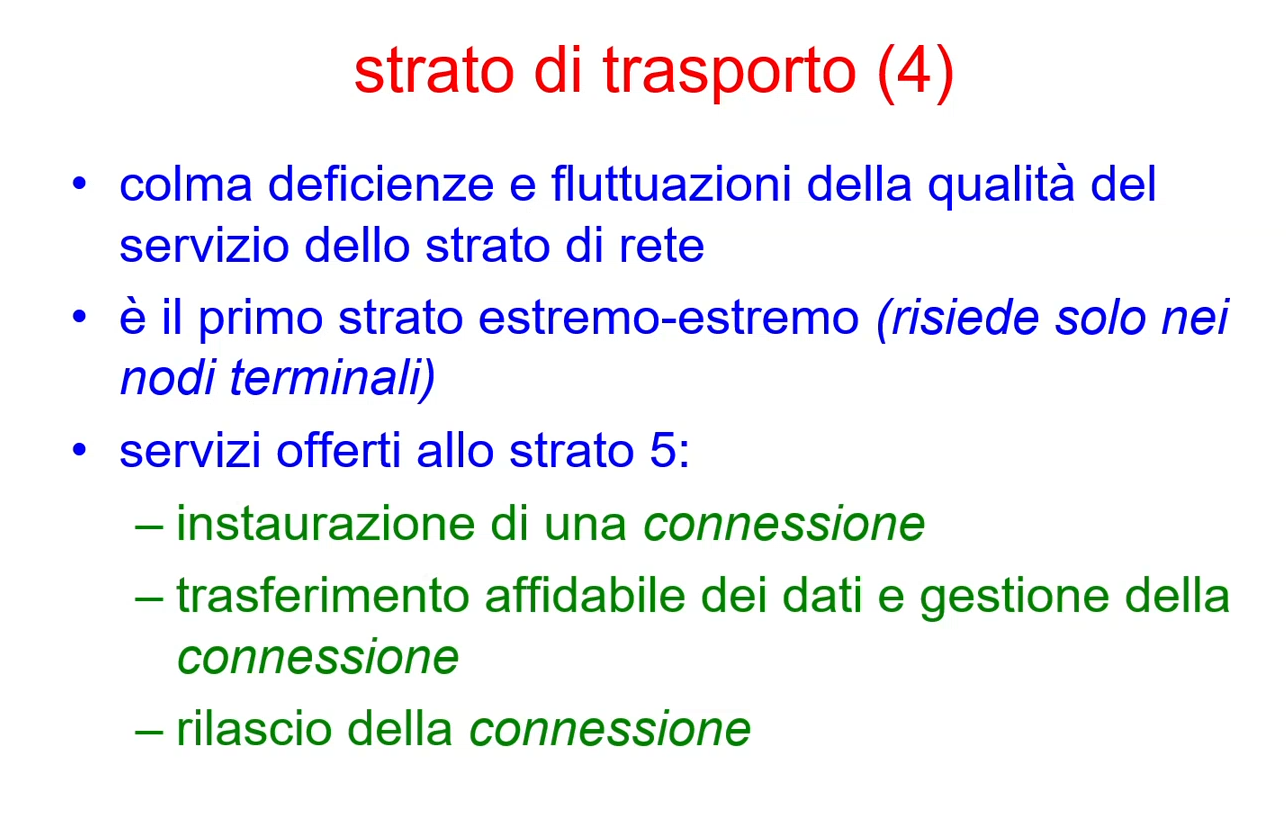 strato di trasporto (4)
• colma deficienze e fluttuazioni della qualità del
servizio dello strato di rete
• è il primo strato estremo-estremo (risiede solo nei
nodi terminali)
• servizi offerti allo strato 5:
– instaurazione di una connessione
– trasferimento affidabile dei dati e gestione della
connessione
– rilascio della connessione